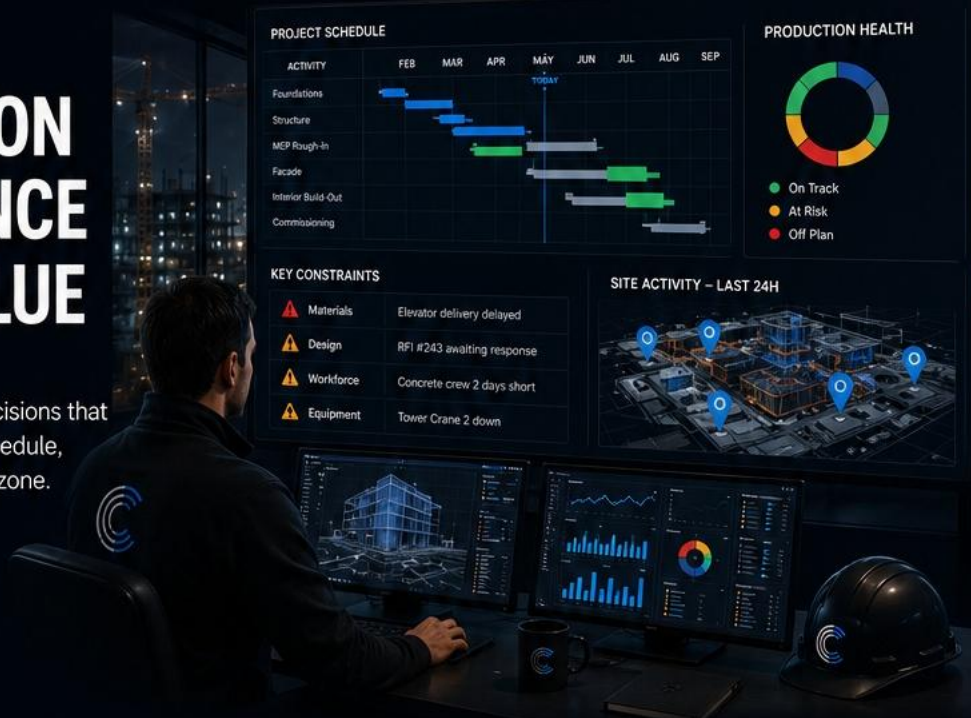 ON
NCE
LUE
cisions that
edule,
zone.
PROJECT SCHEDULE
ACTIVITY FEB MAR APR MAY JUN JUL AUG SEP
TODAY
Foundations
Structure
MEP Rough-In
Facade
Interior Build-Out
Commissioning
PRODUCTION HEALTH
On Track
At Risk
Off Plan
KEY CONSTRAINTS
Materials Elevator delivery delayed
Design RFI #243 awaiting response
Workforce Concrete crew 2 days short
Equipment Tower Crane 2 down
SITE ACTIVITY – LAST 24H